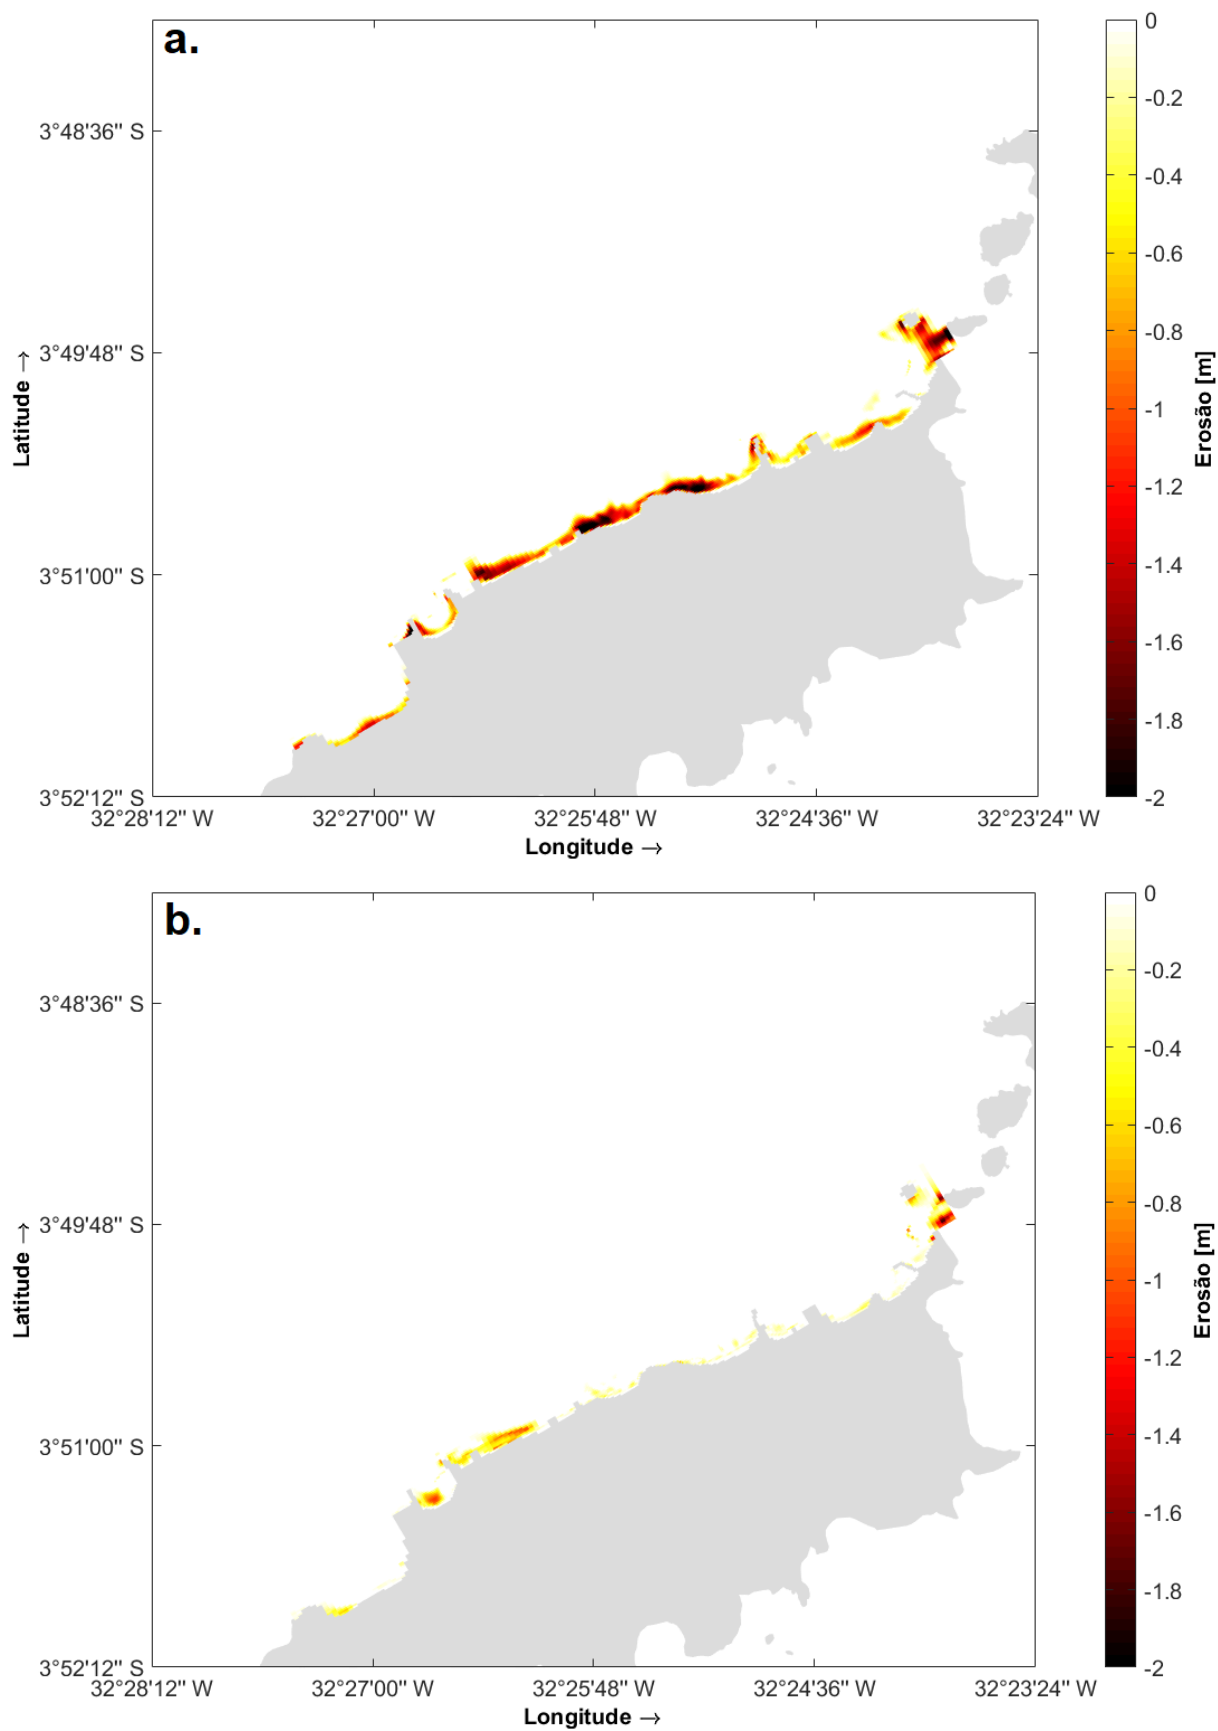 a.
0
-0.2
-0.4
-0.6
-0.8
-1
-1.2
-1.4
-1.6
-1.8
-2
Erosão [m]
3°48'36" S
3°49'48" S
3°51'00" S
3°52'12" S
Latitude →
32°28'12" W 32°27'00" W 32°25'48" W 32°24'36" W 32°23'24" W
Longitude →
b.
0
-0.2
-0.4
-0.6
-0.8
-1
-1.2
-1.4
-1.6
-1.8
-2
Erosão [m]
3°48'36" S
3°49'48" S
3°51'00" S
3°52'12" S
Latitude →
32°28'12" W 32°27'00" W 32°25'48" W 32°24'36" W 32°23'24" W
Longitude →